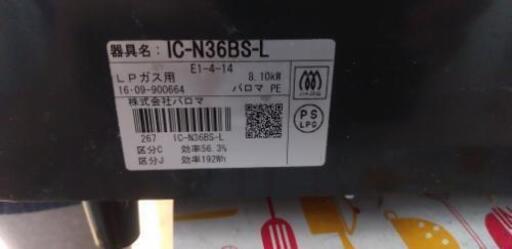 器具名：IC-N36BS-L
E1-4-14
LPガス用 8.10kW
16·09-900664 パロマ PE
株式会社パロマ
267 IC-N36BS-L
区分C 効率56.3%
区分J 効率192Wh
PS
LPG